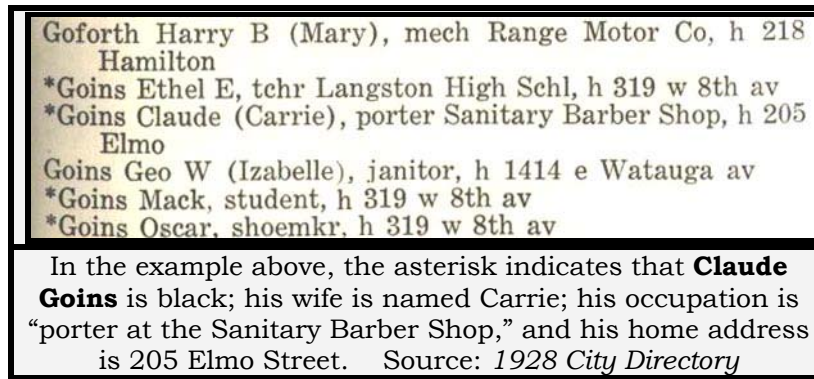 Goforth Harry B (Mary), mech Range Motor Co, h 218
Hamilton
*Goins Ethel E, tchr Langston High Schl, h 319 w 8th av
*Goins Claude (Carrie), porter Sanitary Barber Shop, h 205
Elmo
Goins Geo W (Izabelle), janitor, h 1414 e Watauga av
*Goins Mack, student, h 319 w 8th av
*Goins Oscar, shoemkr, h 319 w 8th av
In the example above, the asterisk indicates that Claude
Goins is black; his wife is named Carrie; his occupation is
“porter at the Sanitary Barber Shop,” and his home address
is 205 Elmo Street. Source: 1928 City Directory